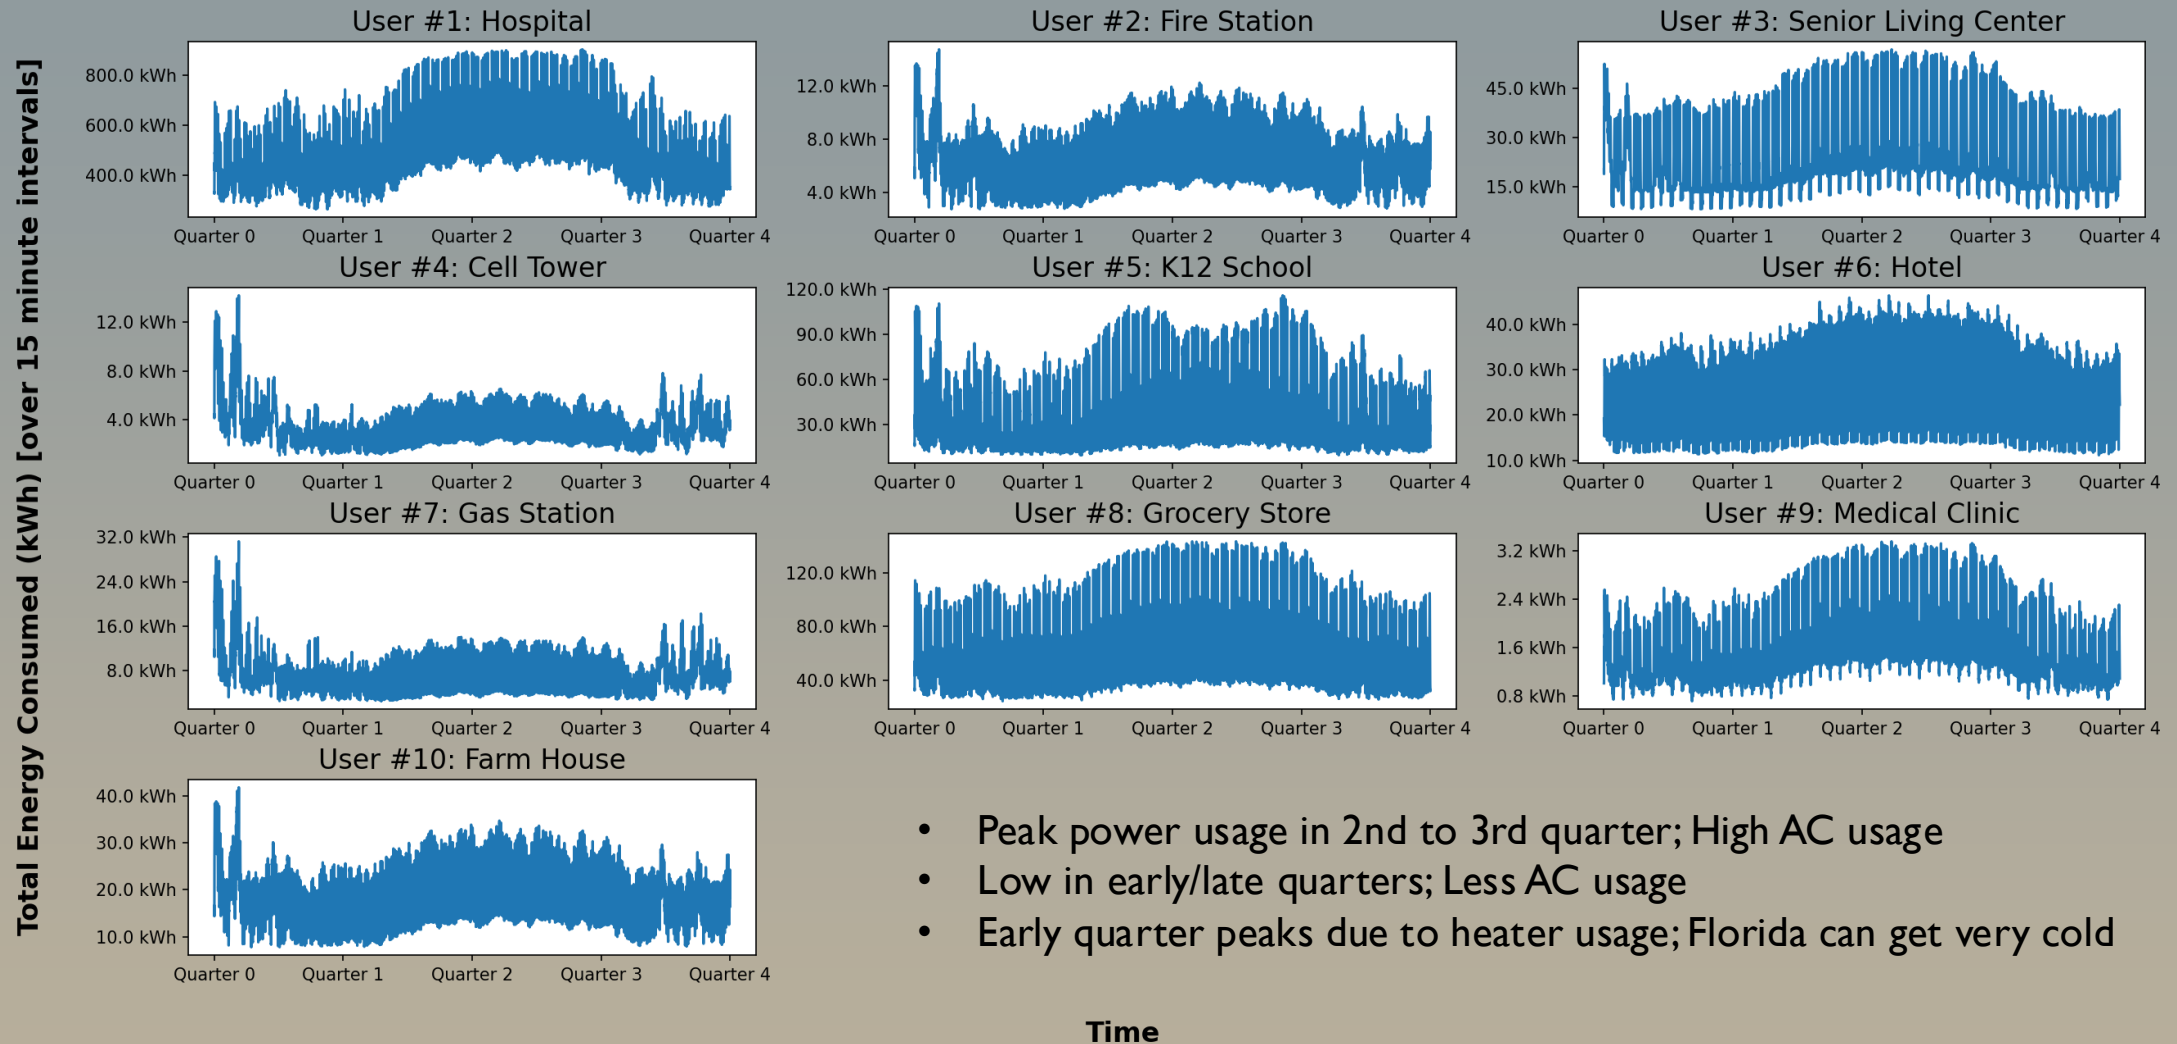 Total Energy Consumed (kWh) [over 15 minute intervals]
User #1: Hospital
800.0 kWh
600.0 kWh
400.0 kWh
Quarter 0 Quarter 1 Quarter 2 Quarter 3 Quarter 4
User #2: Fire Station
12.0 kWh
8.0 kWh
4.0 kWh
Quarter 0 Quarter 1 Quarter 2 Quarter 3 Quarter 4
User #3: Senior Living Center
45.0 kWh
30.0 kWh
15.0 kWh
Quarter 0 Quarter 1 Quarter 2 Quarter 3 Quarter 4
User #4: Cell Tower
12.0 kWh
8.0 kWh
4.0 kWh
Quarter 0 Quarter 1 Quarter 2 Quarter 3 Quarter 4
User #5: K12 School
120.0 kWh
90.0 kWh
60.0 kWh
30.0 kWh
Quarter 0 Quarter 1 Quarter 2 Quarter 3 Quarter 4
User #6: Hotel
40.0 kWh
30.0 kWh
20.0 kWh
10.0 kWh
Quarter 0 Quarter 1 Quarter 2 Quarter 3 Quarter 4
User #7: Gas Station
32.0 kWh
24.0 kWh
16.0 kWh
8.0 kWh
Quarter 0 Quarter 1 Quarter 2 Quarter 3 Quarter 4
User #8: Grocery Store
120.0 kWh
80.0 kWh
40.0 kWh
Quarter 0 Quarter 1 Quarter 2 Quarter 3 Quarter 4
User #9: Medical Clinic
3.2 kWh
2.4 kWh
1.6 kWh
0.8 kWh
Quarter 0 Quarter 1 Quarter 2 Quarter 3 Quarter 4
User #10: Farm House
40.0 kWh
30.0 kWh
20.0 kWh
10.0 kWh
Quarter 0 Quarter 1 Quarter 2 Quarter 3 Quarter 4
• Peak power usage in 2nd to 3rd quarter; High AC usage
• Low in early/late quarters; Less AC usage
• Early quarter peaks due to heater usage; Florida can get very cold
Time